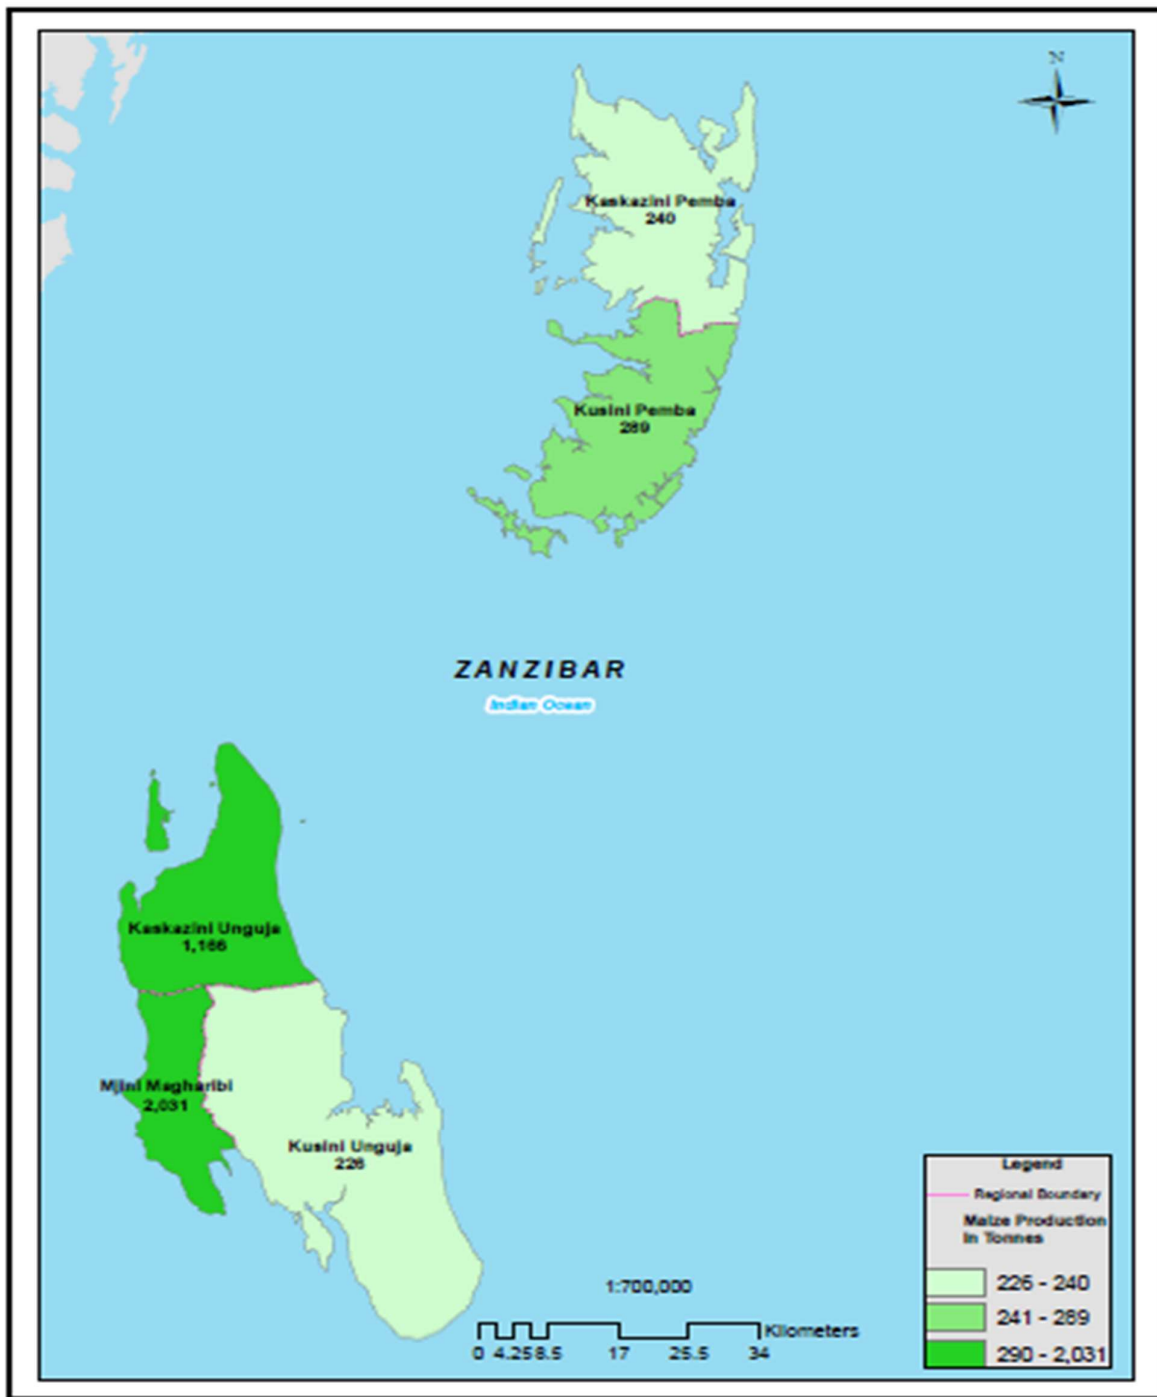 N
Kaskazini Pemba
240
Kusini Pemba
289
ZANZIBAR
Indian Ocean
Kaskazini Unguja
1,166
Mjini Magharibi
2,031
Kusini Unguja
226
Legend
Regional Boundary
Maize Production
In Tonnes
226 - 240
241 - 289
290 - 2,031
1:700,000
Kilometers
0 4.25 8.5 17 25.5 34